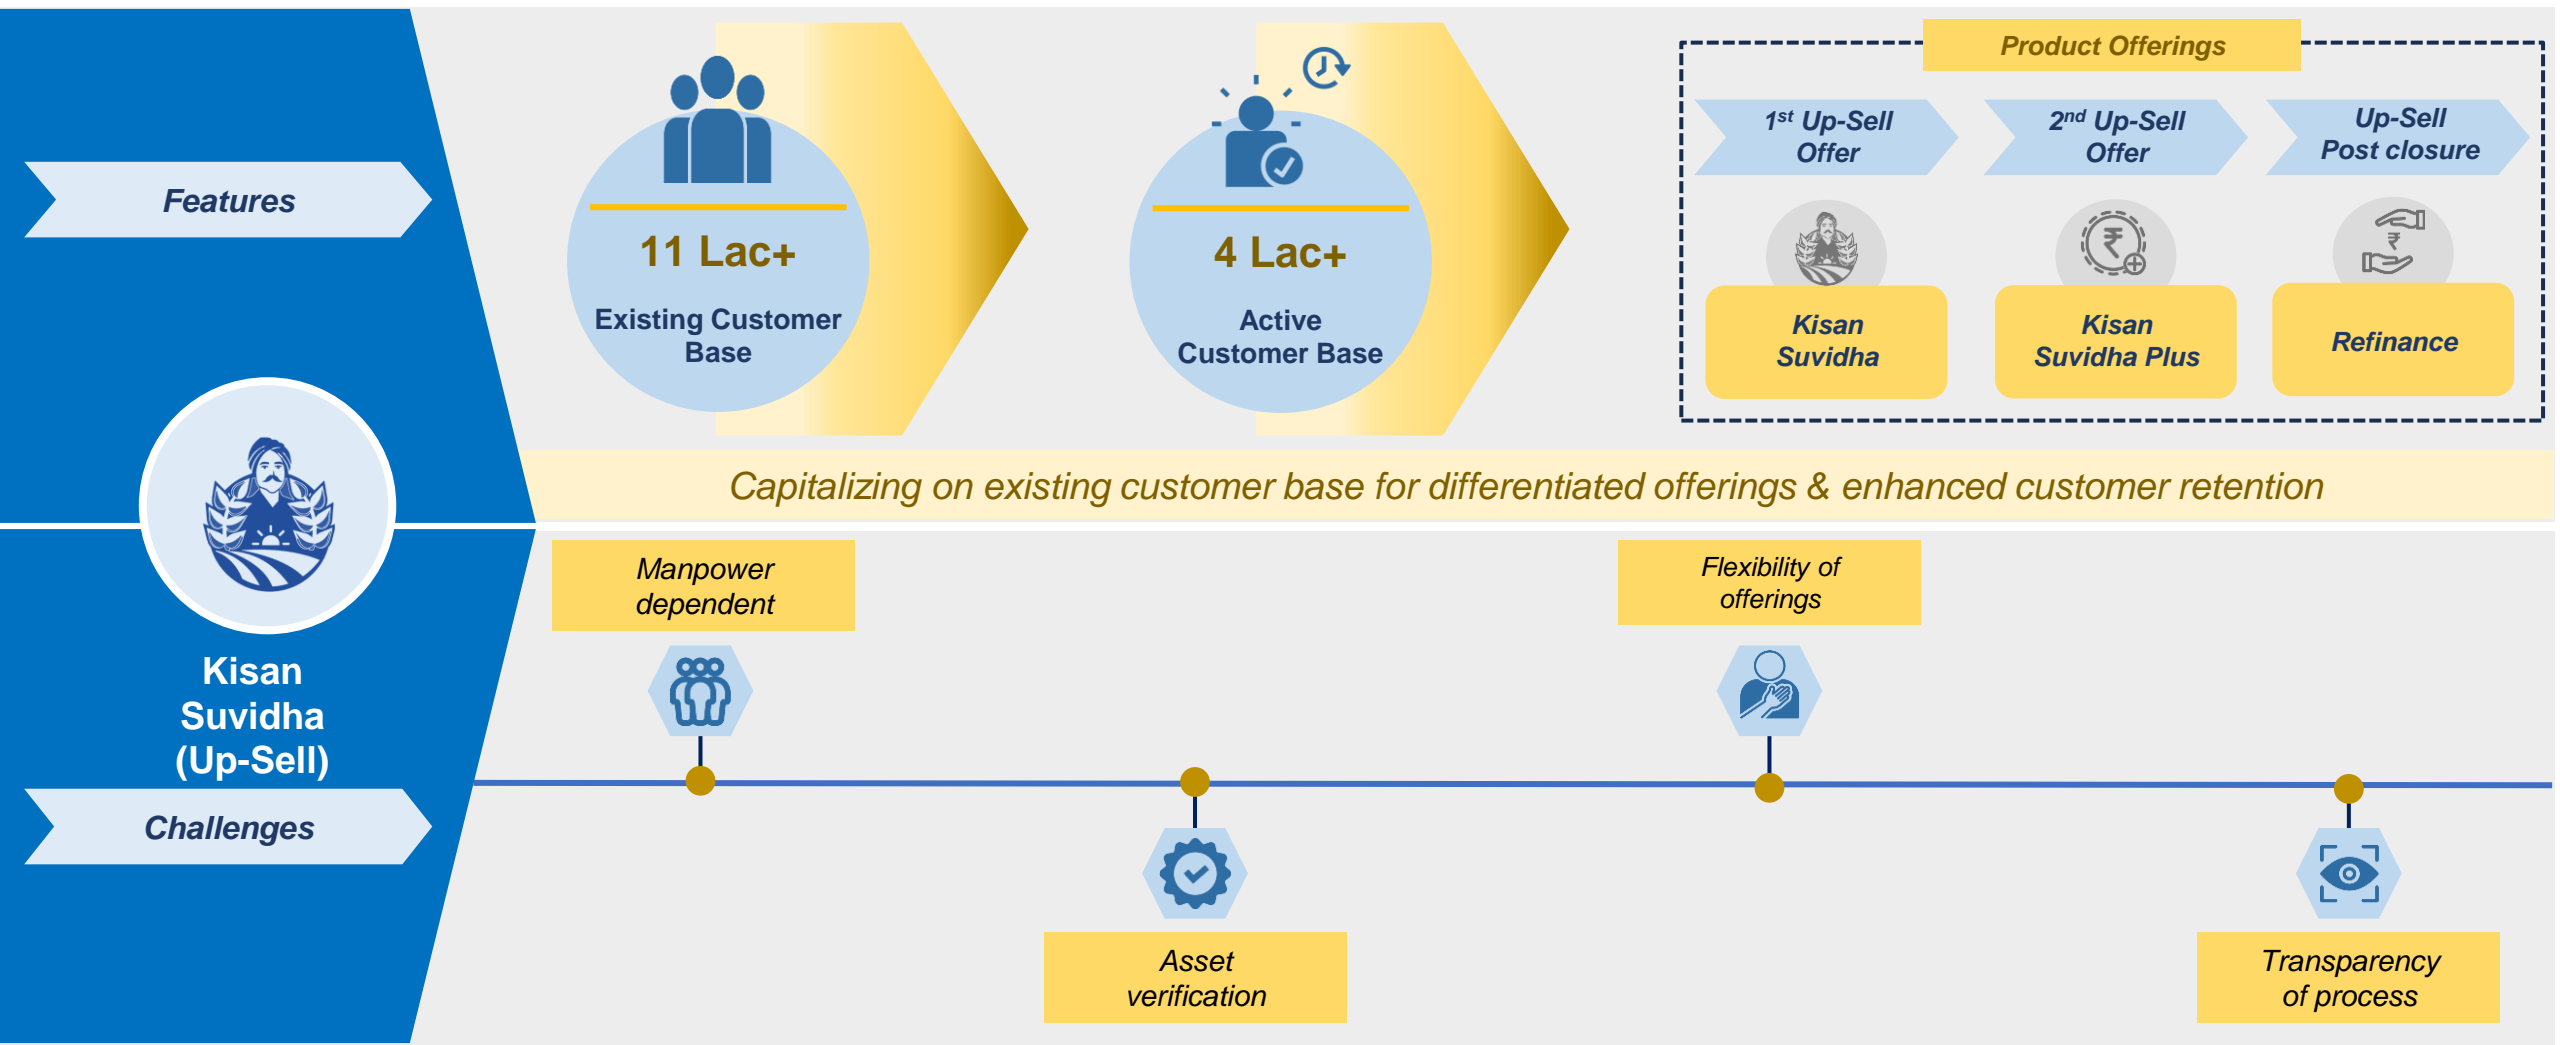 Features
11 Lac+
Existing Customer
Base
4 Lac+
Active
Customer Base
Product Offerings
1st Up-Sell
Offer
2nd Up-Sell
Offer
Up-Sell
Post closure
Kisan
Suvidha
Kisan
Suvidha Plus
Refinance
Capitalizing on existing customer base for differentiated offerings & enhanced customer retention
Kisan
Suvidha
(Up-Sell)
Challenges
Manpower
dependent
Asset
verification
Flexibility of
offerings
Transparency
of process